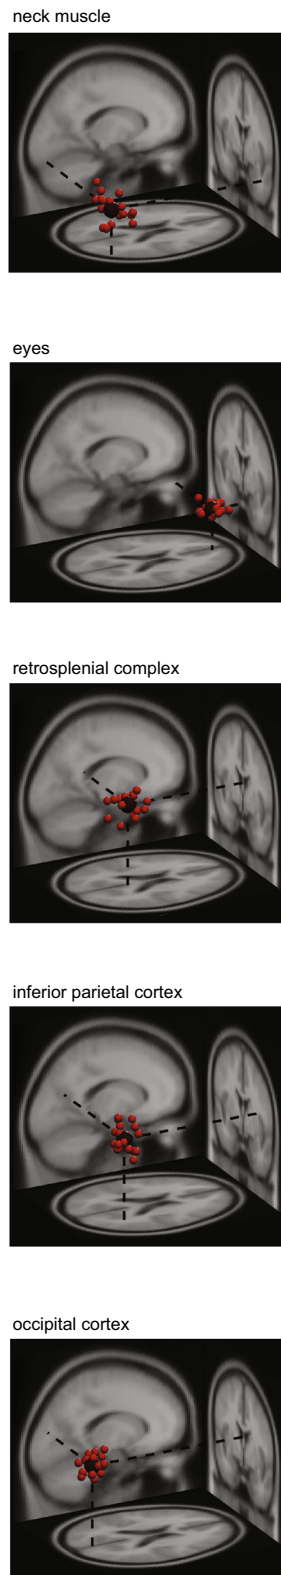 neck muscle
eyes
retrosplenial complex
inferior parietal cortex
occipital cortex